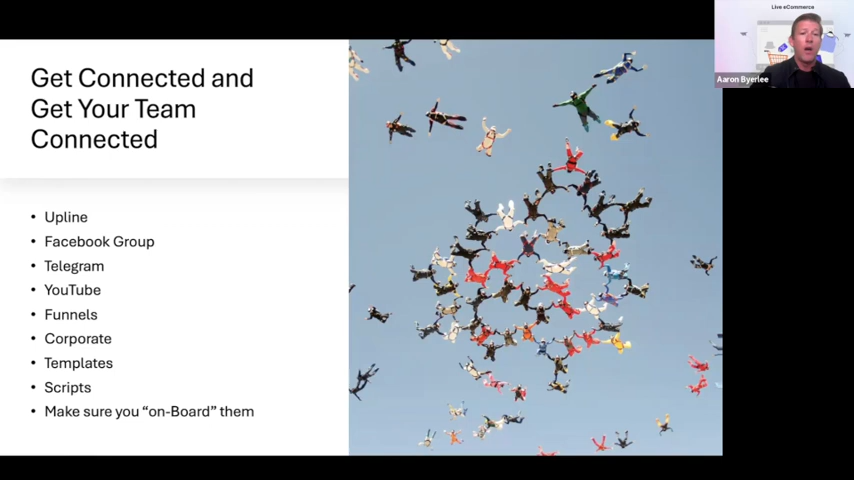 Live eCommerce
Aaron Byerlee
Get Connected and
Get Your Team
Connected
• Upline
• Facebook Group
• Telegram
• YouTube
• Funnels
• Corporate
• Templates
• Scripts
• Make sure you “on-Board” them